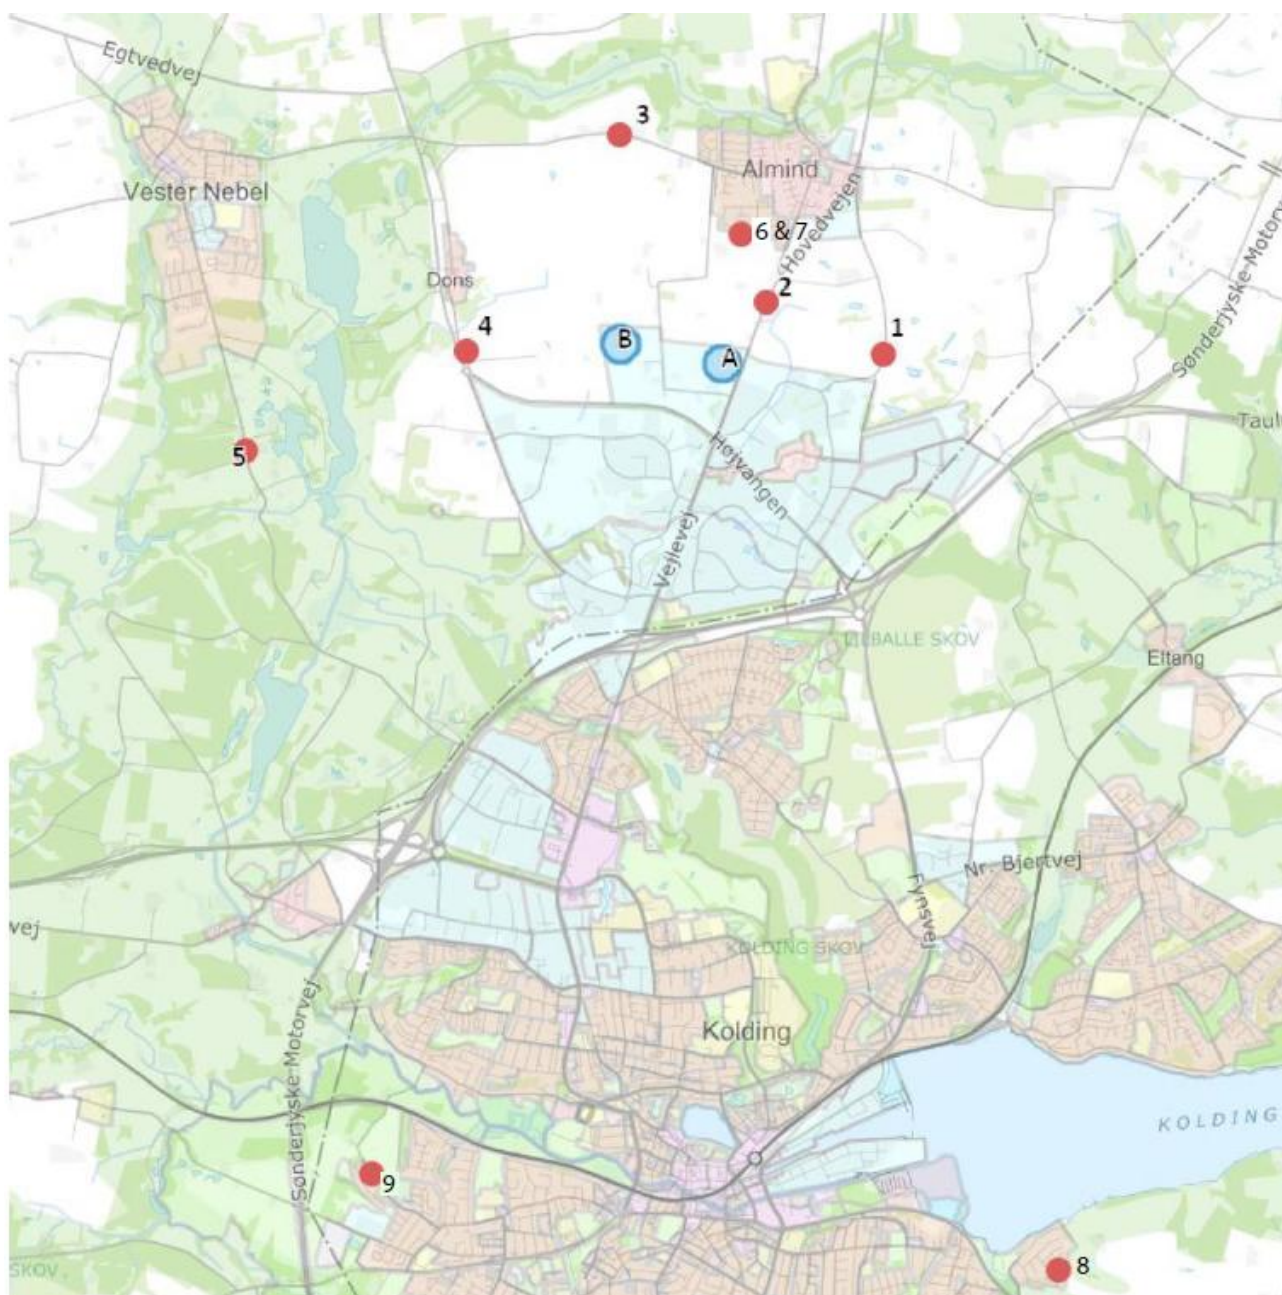 Egtvedvej
3
Almind
Vester Nebel
6 & 7
Hovedvejen
Dons
2
1
4
B
A
Sønderjyske Motorv
Taul
5
Højvangen
Vejlevej
LILBALLE SKOV
Eltang
Nr- Bjertvej
Fynsvej
vej
KOLDING SKOV
Kolding
Sønderjyske Motorvej
KOLDING
9
SKOV
8